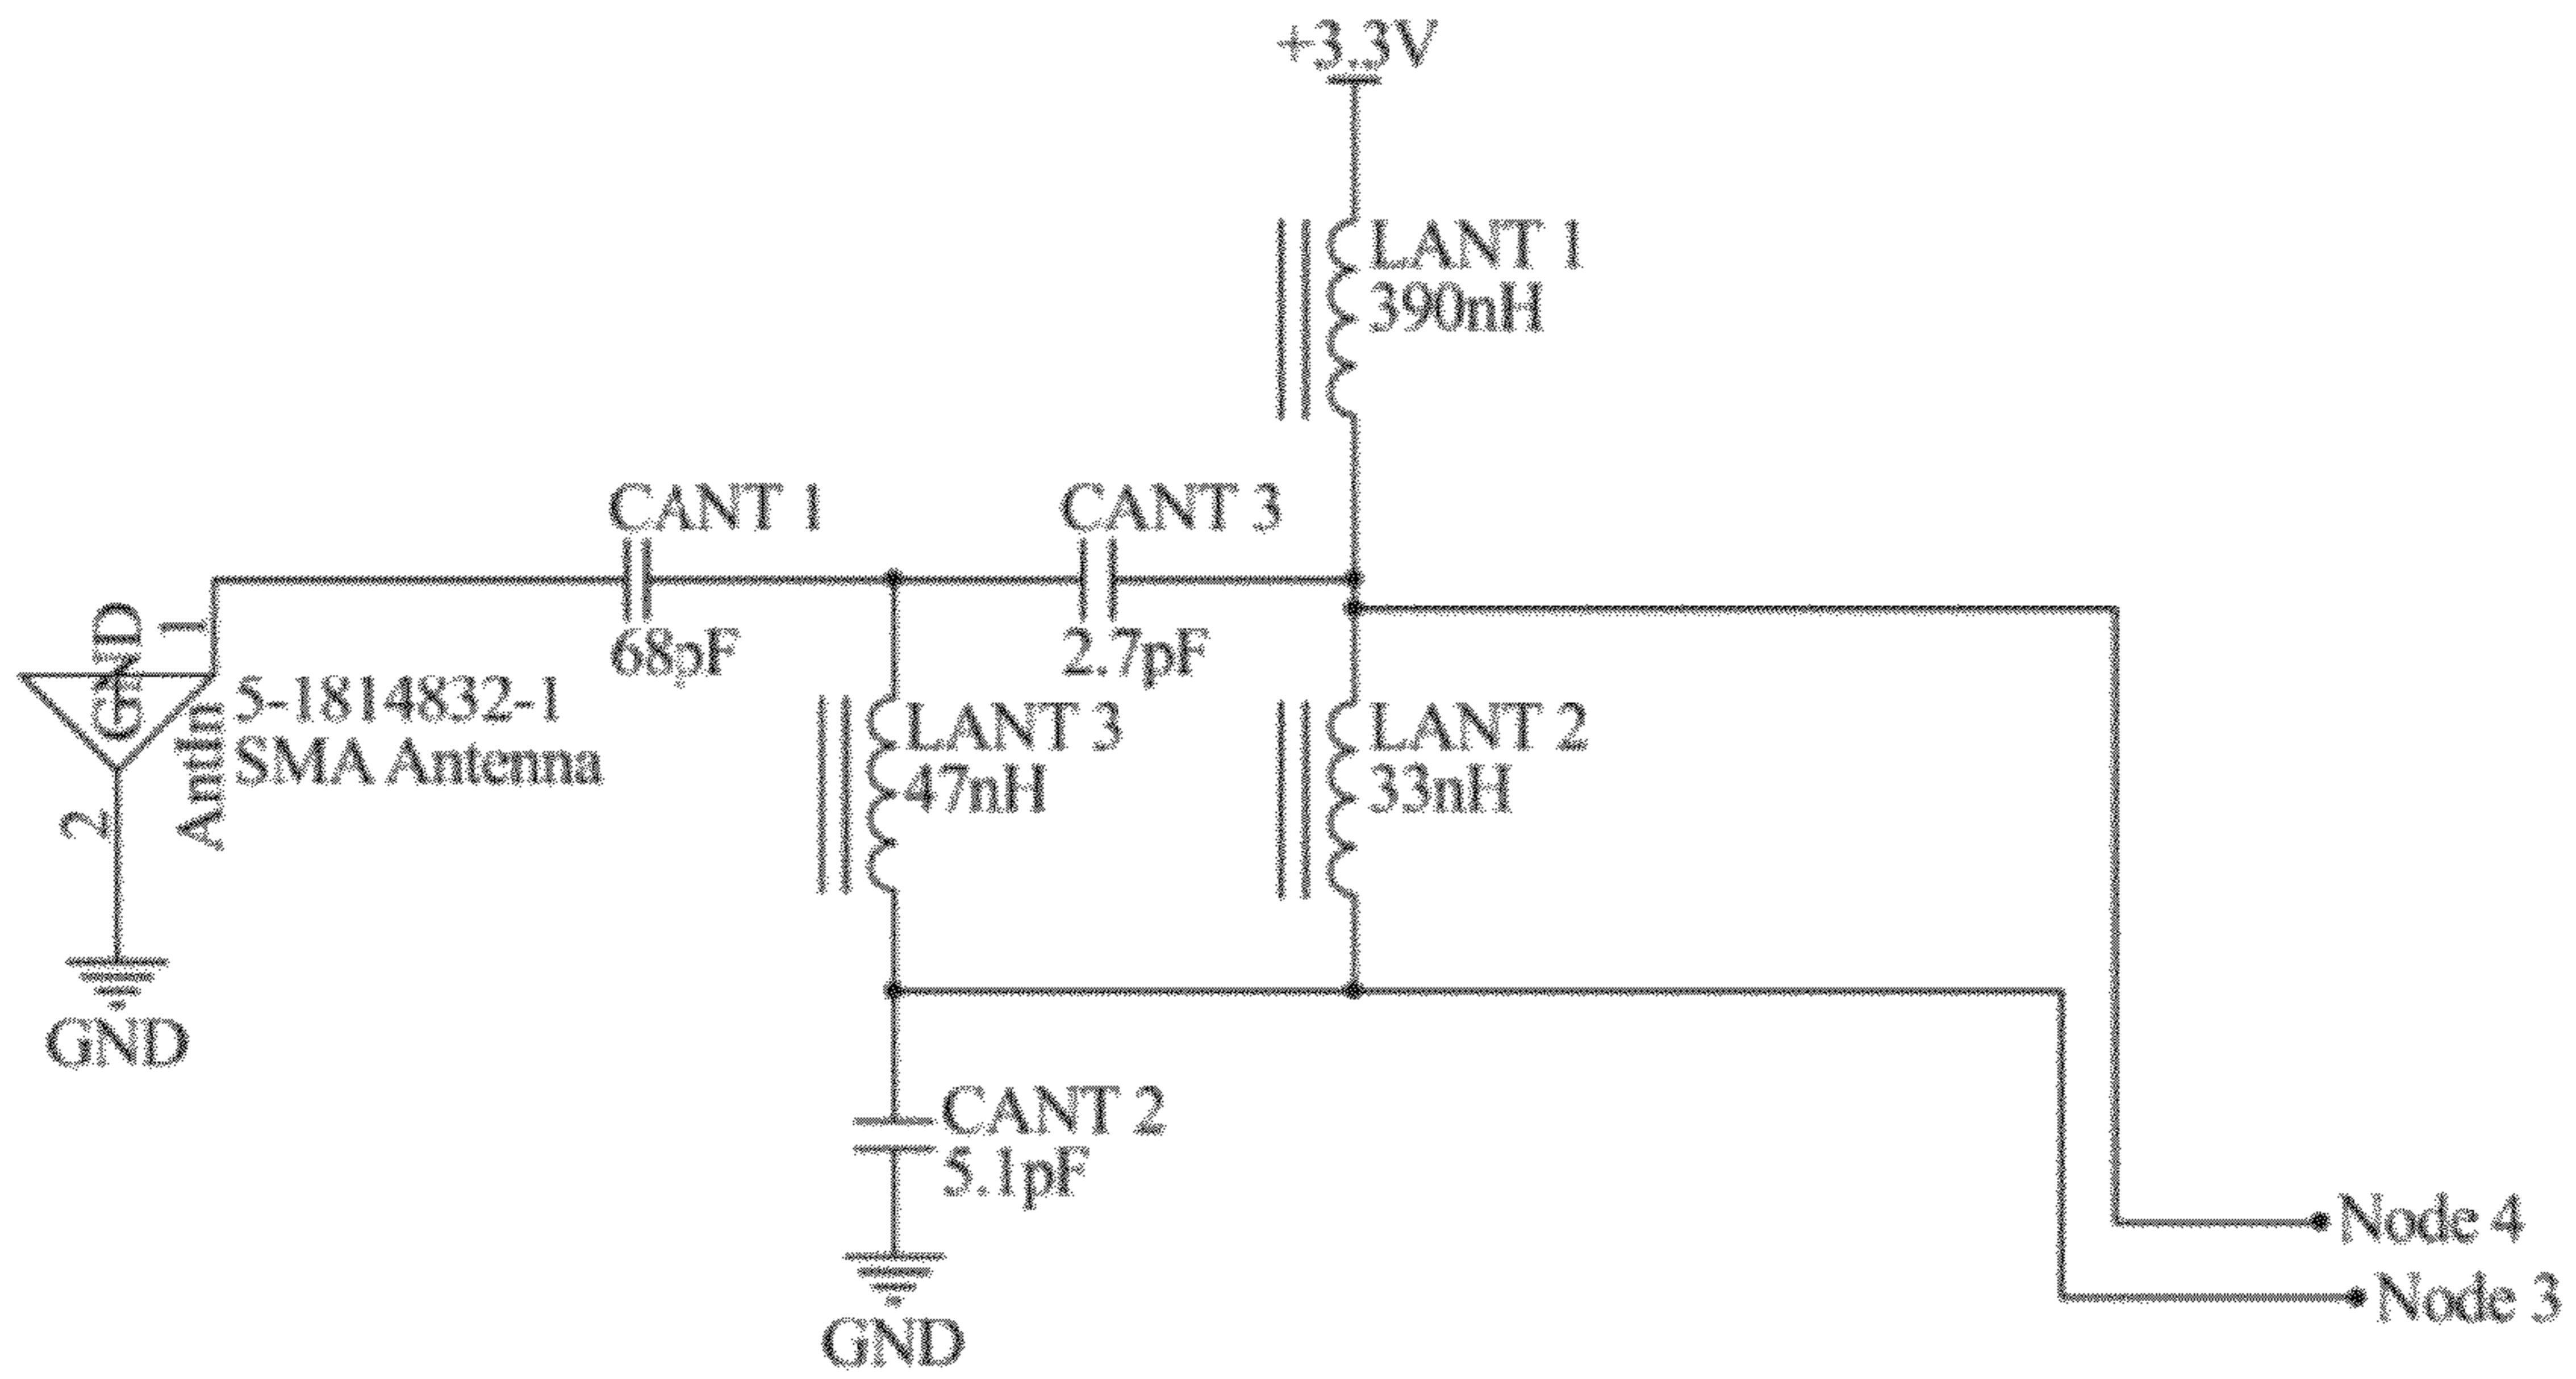 +3.3V
LANT 1
390nH
CANT 1
68pF
CANT 3
2.7pF
GND
1
5-1814832-1
SMA Antenna
AntIn
2
GND
LANT 3
47nH
LANT 2
33nH
CANT 2
5.1pF
GND
Node 4
Node 3